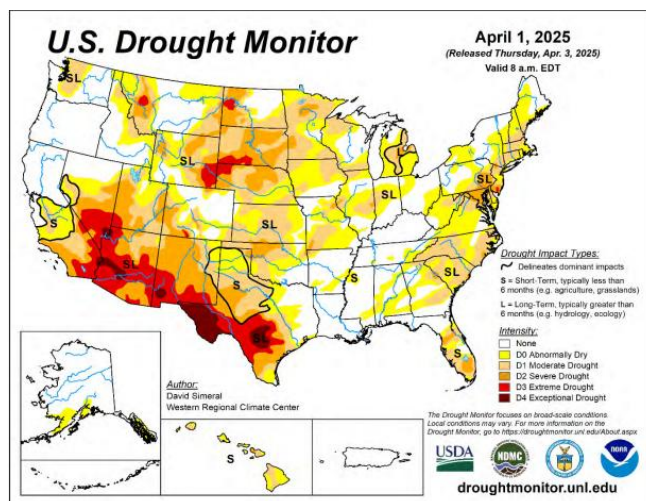 U.S. Drought Monitor
April 1, 2025
(Released Thursday, Apr. 3, 2025)
Valid 8 a.m. EDT
SL
SL
S
SL
SL
SL
SL
SL
S
S
SL
S
Drought Impact Types:
Delineates dominant impacts
S = Short-Term, typically less than
6 months (e.g. agriculture, grasslands)
L = Long-Term, typically greater than
6 months (e.g. hydrology, ecology)
Intensity:
None
D0 Abnormally Dry
D1 Moderate Drought
D2 Severe Drought
D3 Extreme Drought
D4 Exceptional Drought
Author:
David Simeral
Western Regional Climate Center
S
The Drought Monitor focuses on broad-scale conditions.
Local conditions may vary. For more information on the
Drought Monitor, go to https://droughtmonitor.unl.edu/About.aspx
USDA
NDMC
NOAA
droughtmonitor.unl.edu